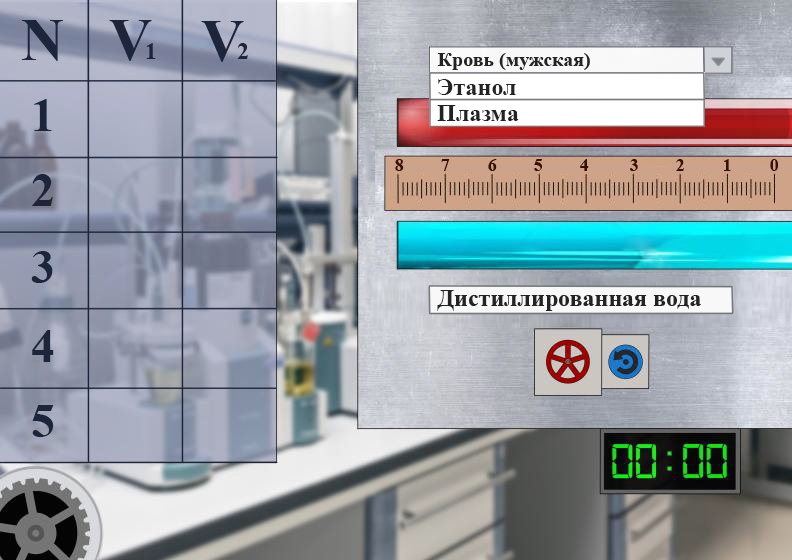 N V1 V2
1
2
3
4
5
Кровь (мужская)
Этанол
Плазма
8 7 6 5 4 3 2 1 0
Дистиллированная вода
00:00